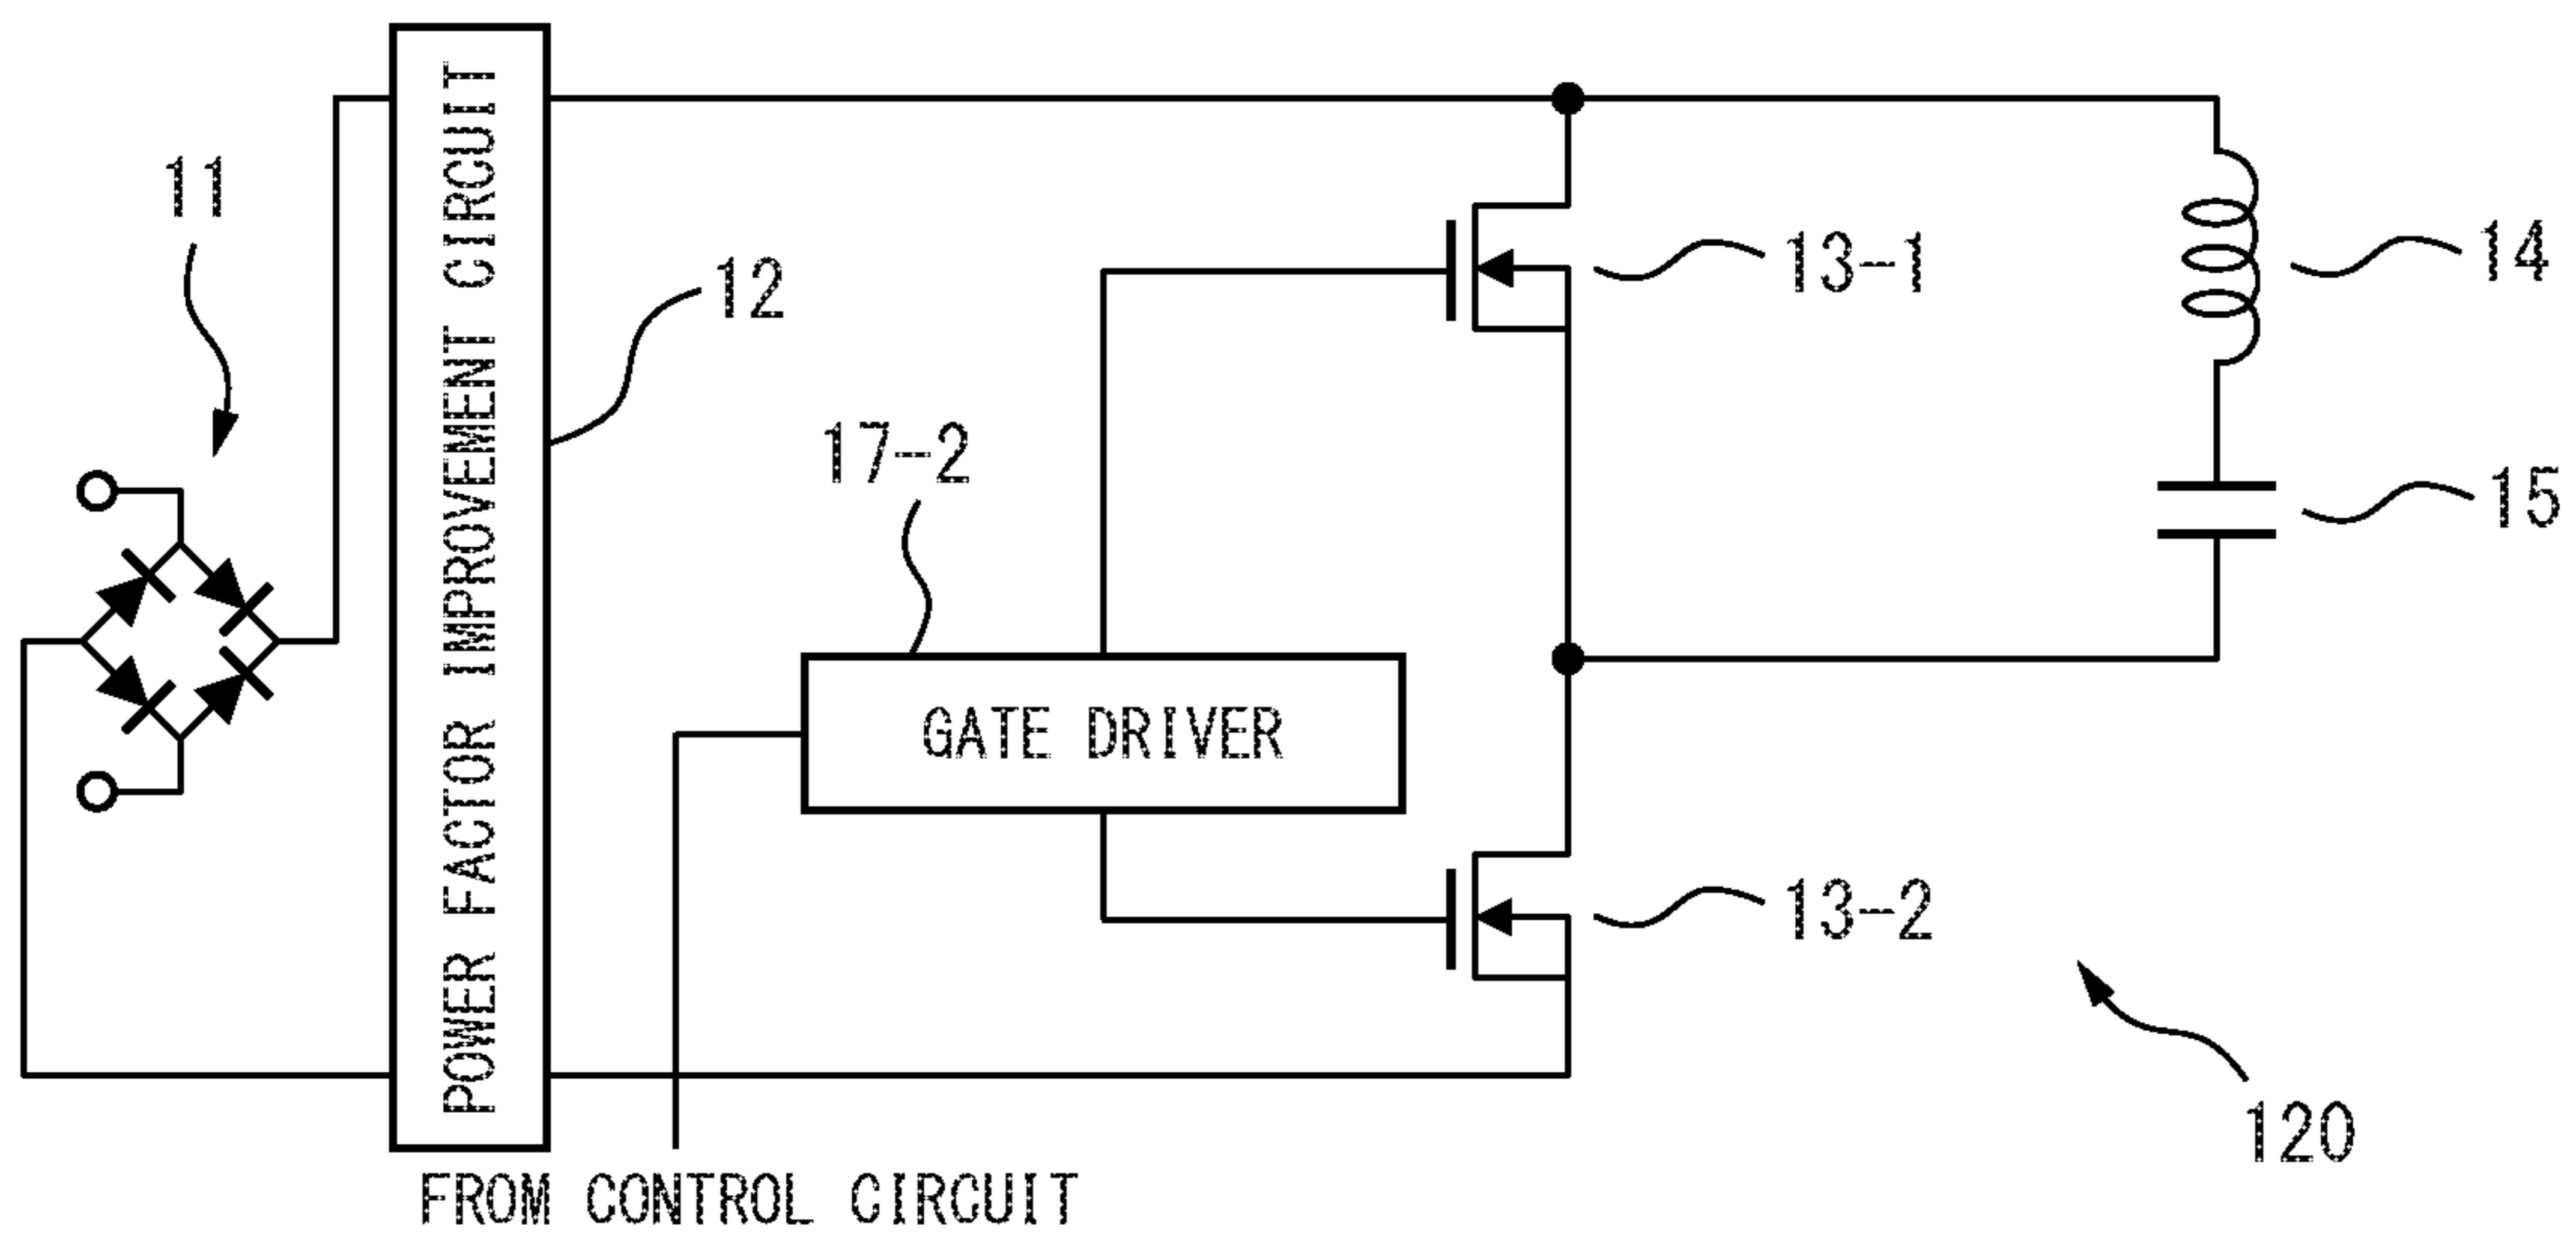 11
POWER FACTOR IMPROVEMENT CIRCUIT
12
13-1
14
17-2
15
GATE DRIVER
13-2
120
FROM CONTROL CIRCUIT